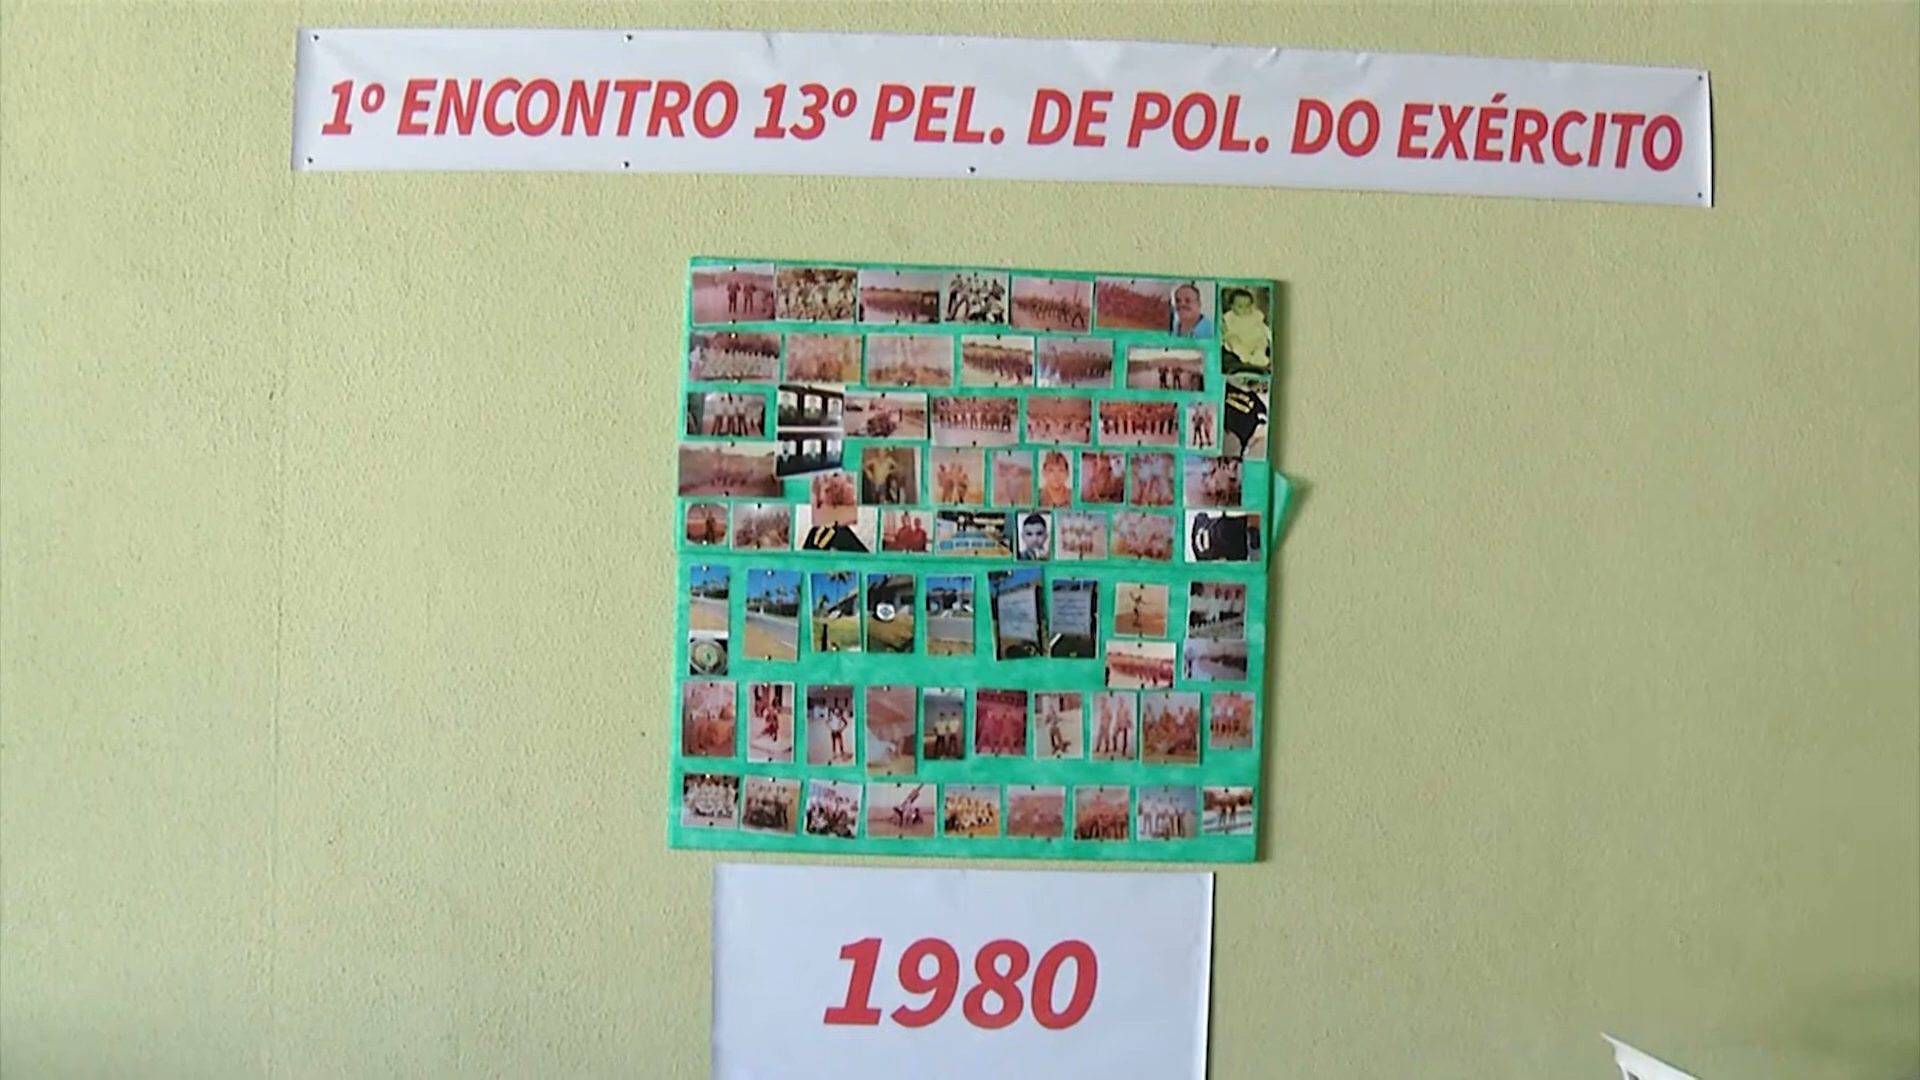 1º ENCONTRO 13º PEL. DE POL. DO EXÉRCITO
1980